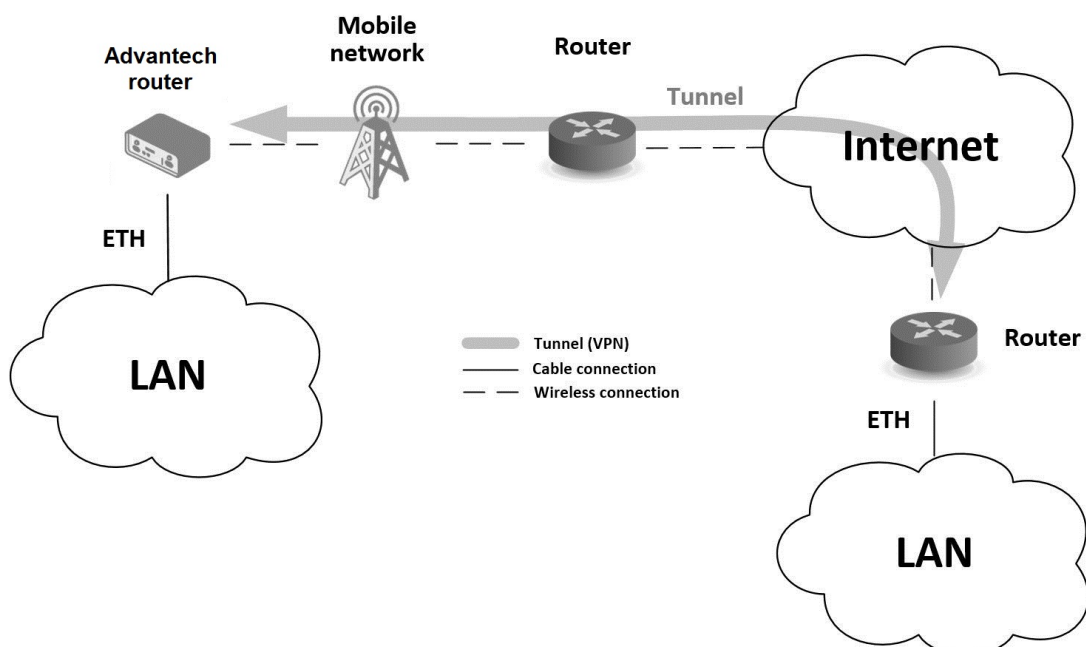 Mobile
network
Advantech
router
Router
Tunnel
Internet
ETH
LAN
Tunnel (VPN)
Cable connection
Wireless connection
Router
ETH
LAN